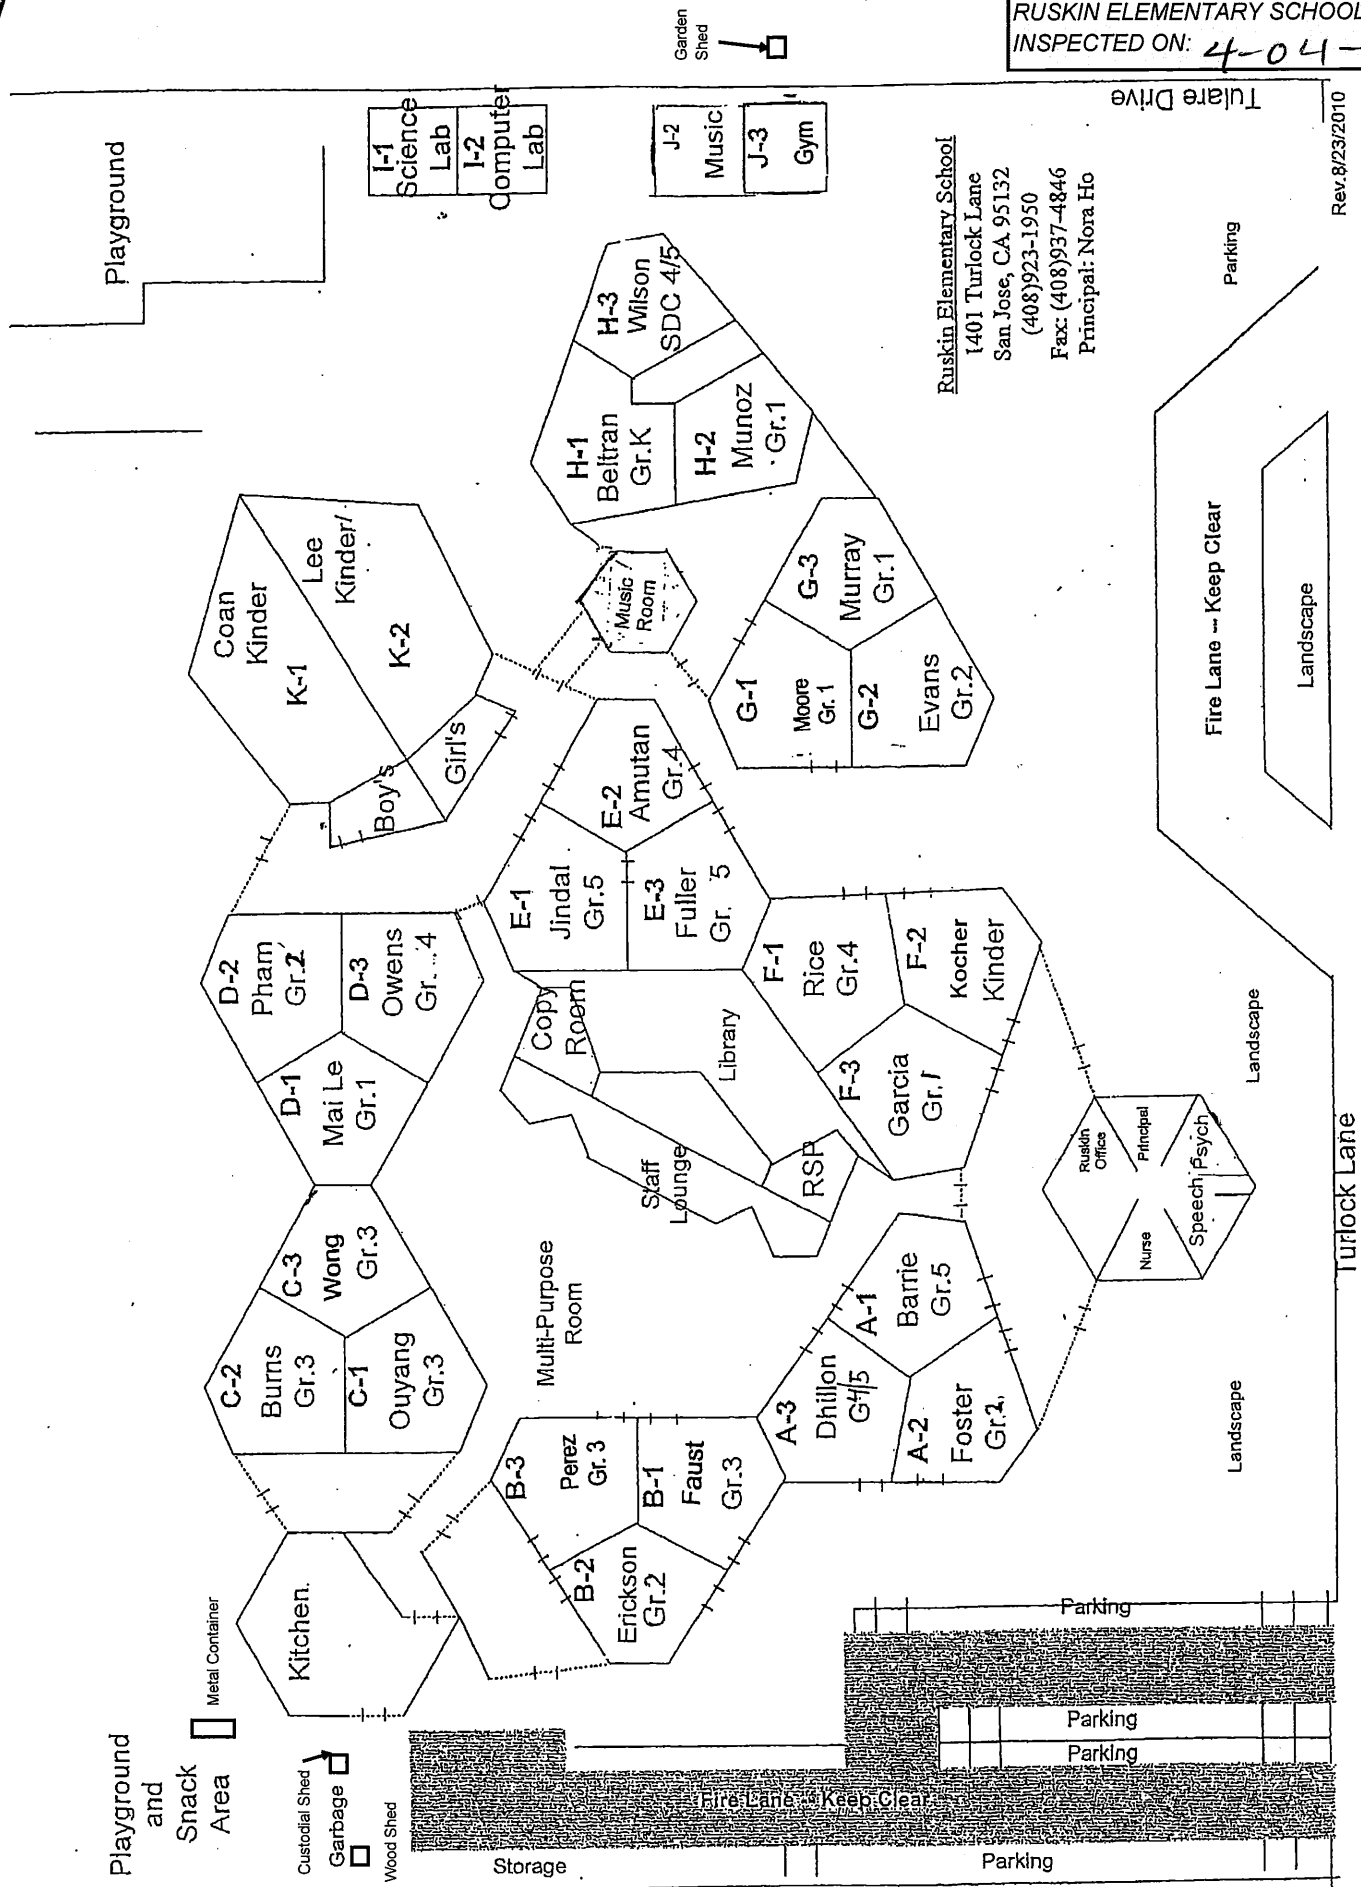 RUSKIN ELEMENTARY SCHOOL
INSPECTED ON: 4-04-
Garden
Shed
Tulare Drive
Rev.8/23/2010
Playground
I-1
Science
Lab
I-2
Computer
Lab
J-2
Music
J-3
Gym
Ruskin Elementary School
1401 Turlock Lane
San Jose, CA 95132
(408)923-1950
Fax: (408)937-4846
Principal: Nora Ho
Parking
H-3
Wilson
SDC 4/5
H-1
Beltran
Gr.K
H-2
Munoz
Gr.1
Coan
Kinder
K-1
Lee
Kinder/
K-2
Boy's
Girl's
Music
Room
G-3
Murray
Gr.1
G-1
Moore
Gr.1
G-2
Evans
Gr.2
Fire Lane -- Keep Clear
Landscape
E-2
Amutan
Gr.4
E-1
Jindal
Gr.5
E-3
Fuller
Gr. 5
D-2
Pham
Gr.2
D-3
Owens
Gr. 4
D-1
Mai Le
Gr.1
Copy
Room
Library
Staff
Lounge
RSP
F-1
Rice
Gr.4
F-2
Kocher
Kinder
F-3
Garcia
Gr.1
Ruskin
Office
Principal
Nurse
Speech
Psych
Landscape
Turlock Lane
C-3
Wong
Gr.3
C-2
Burns
Gr.3
C-1
Ouyang
Gr.3
Multi-Purpose
Room
A-1
Barrie
Gr.5
A-3
Dhillon
G4/5
A-2
Foster
Gr.2
Landscape
B-3
Perez
Gr.3
B-1
Faust
Gr.3
B-2
Erickson
Gr.2
Kitchen
Playground
and
Snack
Area
Metal Container
Custodial Shed
Garbage
Wood Shed
Storage
Fire Lane -- Keep Clear
Parking
Parking
Parking
Parking